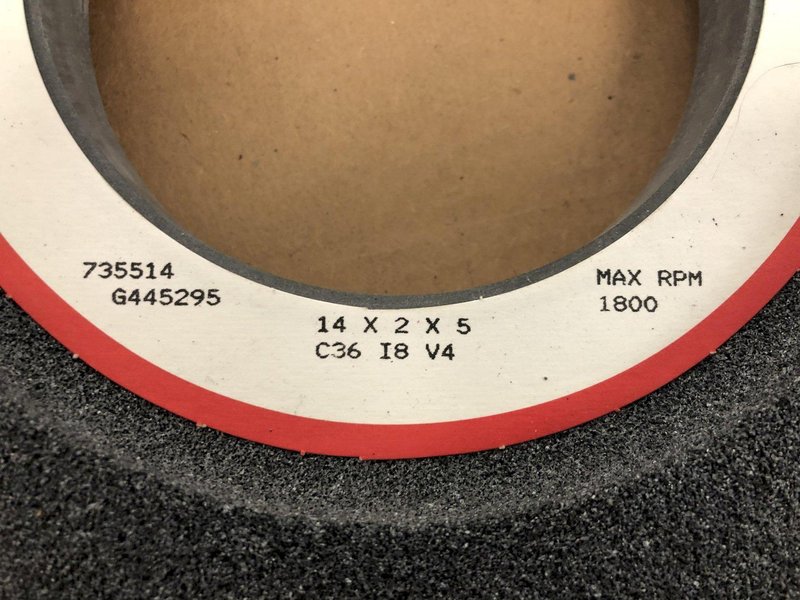 735514
G445295
14 X 2 X 5
C36 I8 V4
MAX RPM
1800